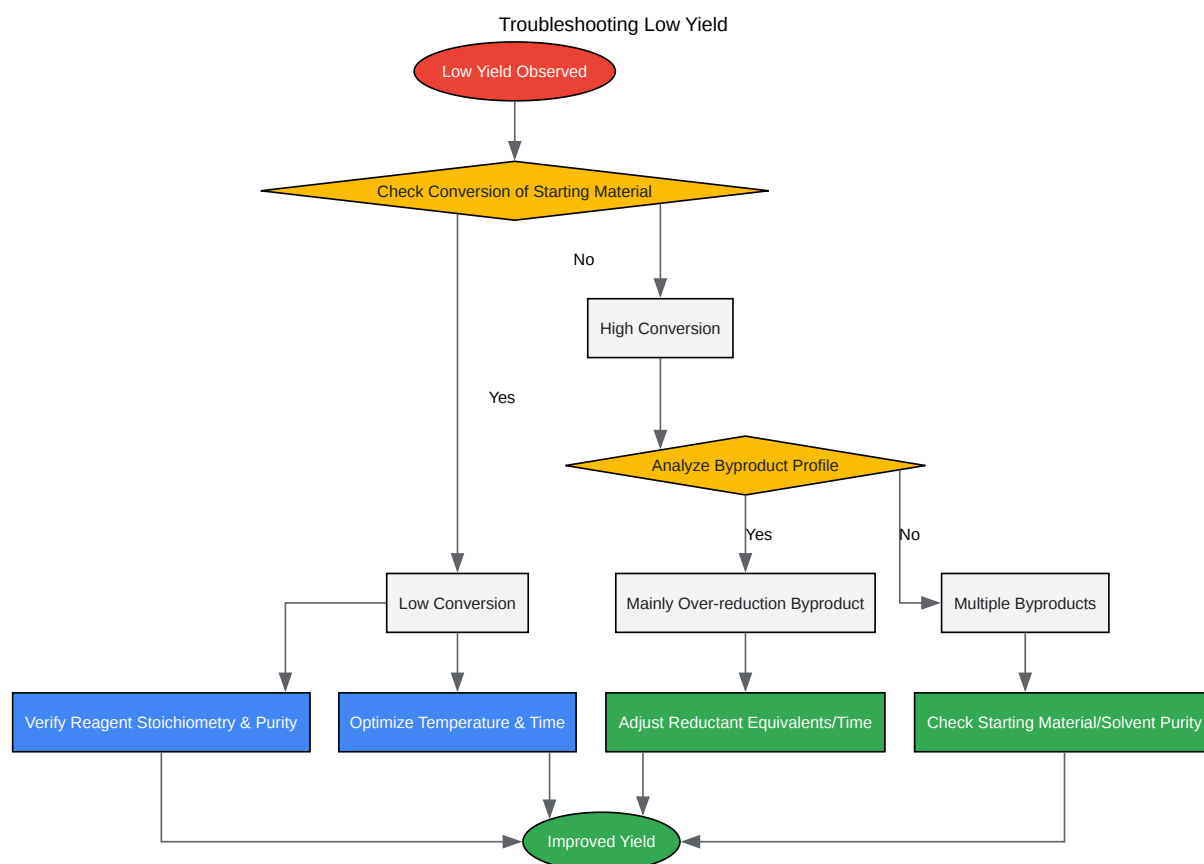 Troubleshooting Low Yield
Low Yield Observed
Check Conversion of Starting Material
No
High Conversion
Yes
Analyze Byproduct Profile
Yes
No
Low Conversion
Mainly Over-reduction Byproduct
Multiple Byproducts
Verify Reagent Stoichiometry & Purity
Optimize Temperature & Time
Adjust Reductant Equivalents/Time
Check Starting Material/Solvent Purity
Improved Yield